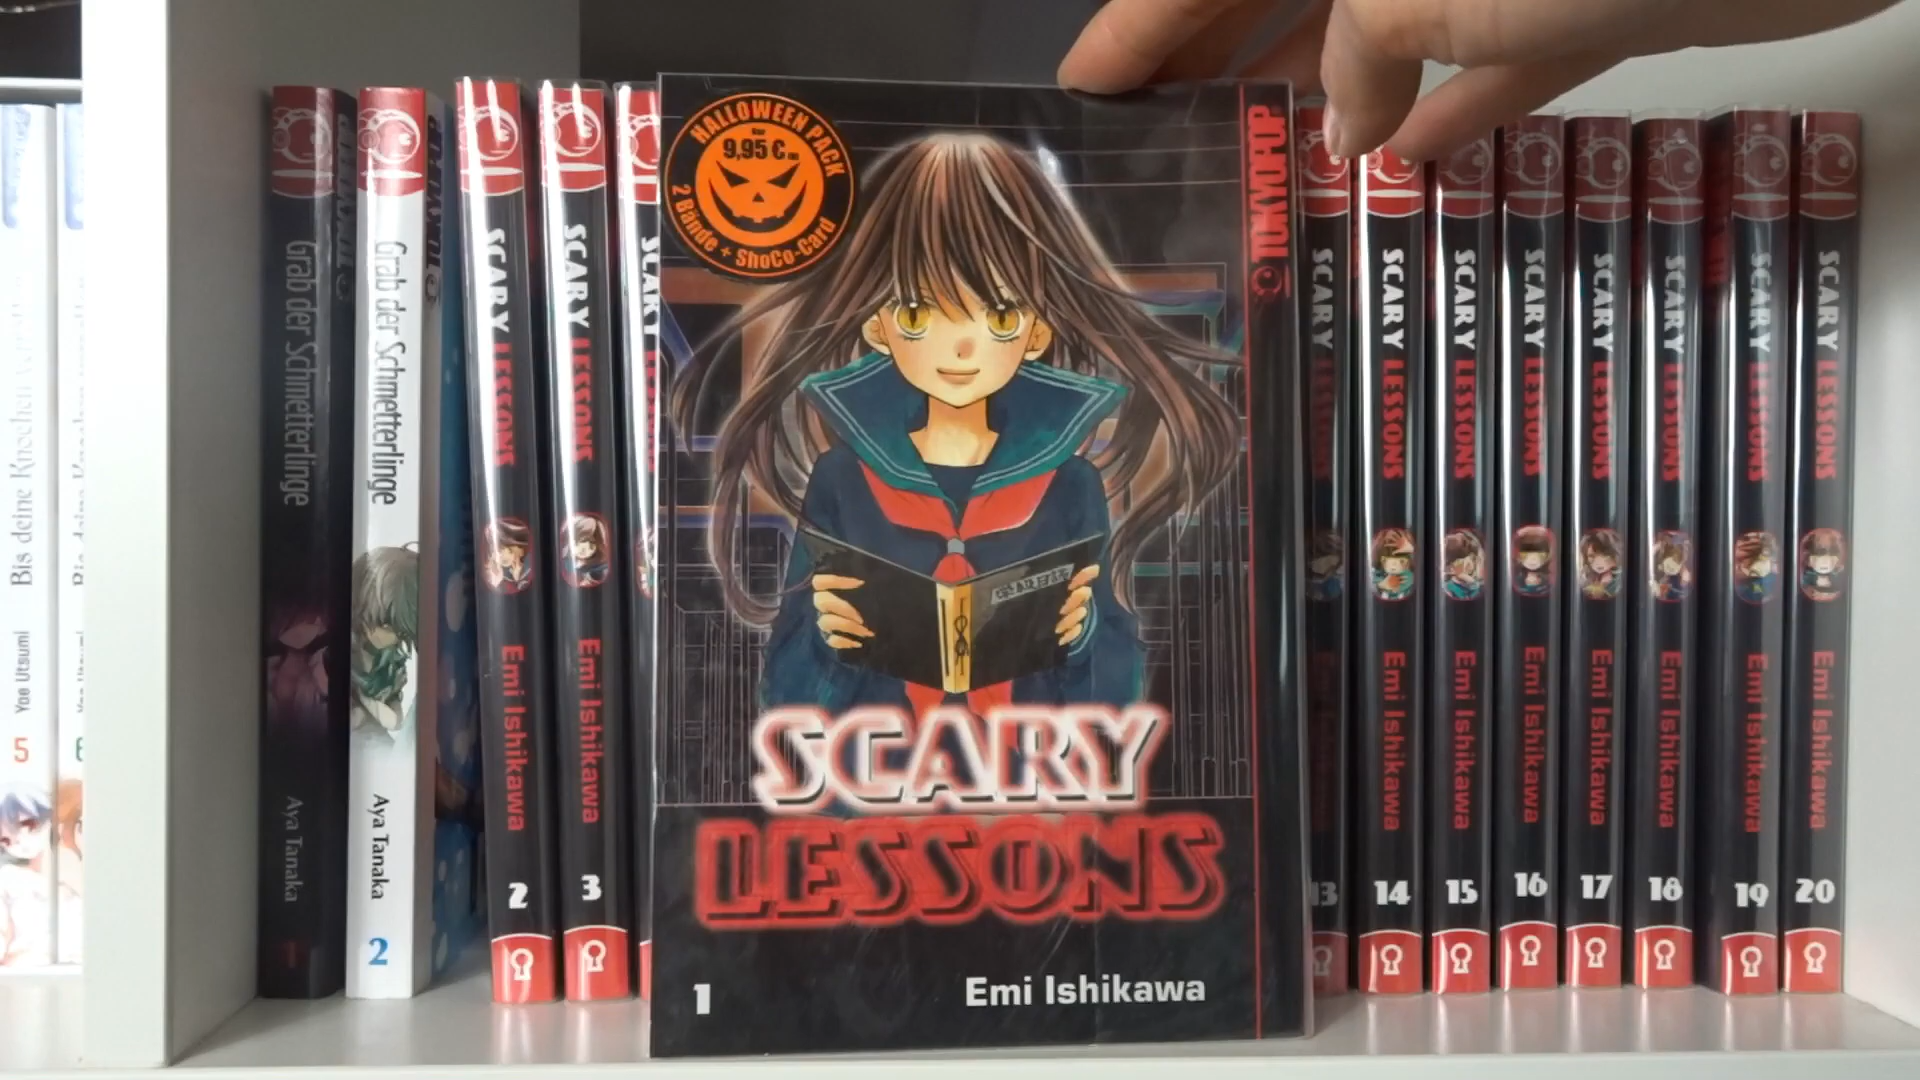 Bis deine Knochen
Yae Utsumi
5
6
Grab der Schmetterlinge
Aya Tanaka
1
Grab der Schmetterlinge
Aya Tanaka
2
SCARY LESSONS
Emi Ishikawa
2
SCARY LESSONS
Emi Ishikawa
3
SCARY
HALLOWEEN PACK
9,95 €
2 Bände + ShoCo-Card
TOKYOPOP
SCARY
LESSONS
1
Emi Ishikawa
SCARY LESSONS
Emi Ishikawa
13
SCARY LESSONS
Emi Ishikawa
14
SCARY LESSONS
Emi Ishikawa
15
SCARY LESSONS
Emi Ishikawa
16
SCARY LESSONS
Emi Ishikawa
17
SCARY LESSONS
Emi Ishikawa
18
SCARY LESSONS
Emi Ishikawa
19
SCARY LESSONS
Emi Ishikawa
20